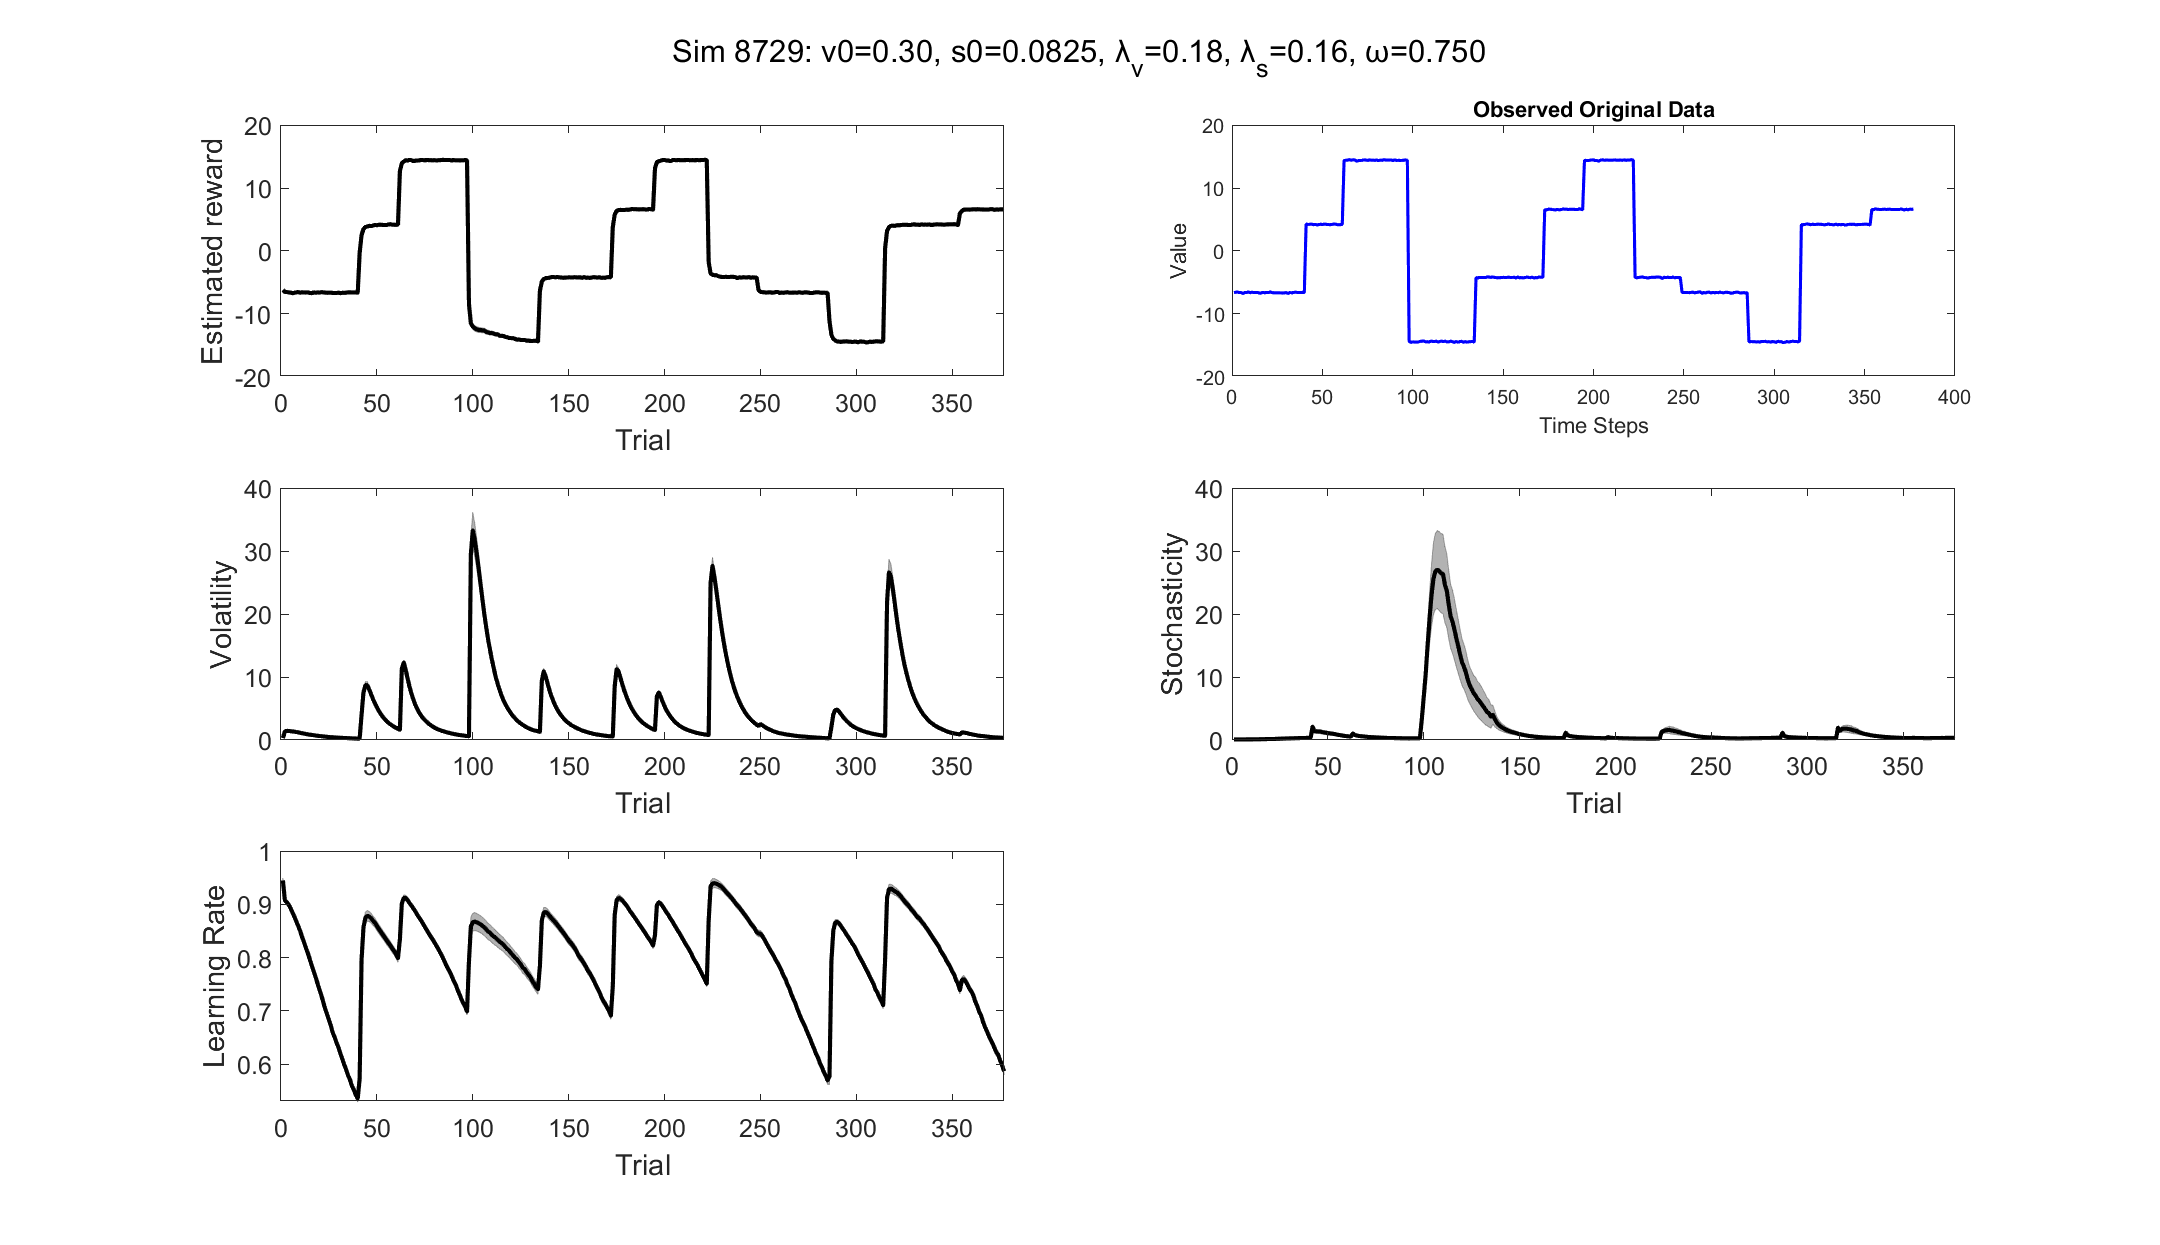 Sim 8729: v0=0.30, s0=0.0825, λ_v=0.18, λ_s=0.16, ω=0.750
Estimated reward
20
10
0
-10
-20
0 50 100 150 200 250 300 350
Trial
Observed Original Data
Value
20
10
0
-10
-20
0 50 100 150 200 250 300 350 400
Time Steps
Volatility
40
30
20
10
0
0 50 100 150 200 250 300 350
Trial
Stochasticity
40
30
20
10
0
0 50 100 150 200 250 300 350
Trial
Learning Rate
1
0.9
0.8
0.7
0.6
0 50 100 150 200 250 300 350
Trial